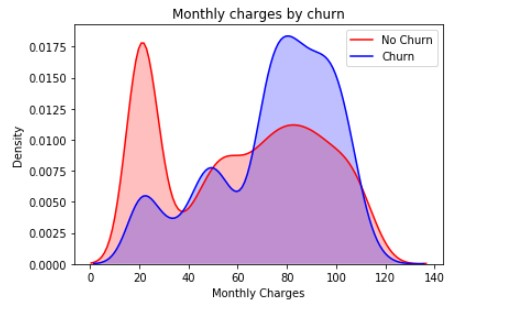 Monthly charges by churn
No Churn
Churn
Density
0.0175
0.0150
0.0125
0.0100
0.0075
0.0050
0.0025
0.0000
0 20 40 60 80 100 120 140
Monthly Charges